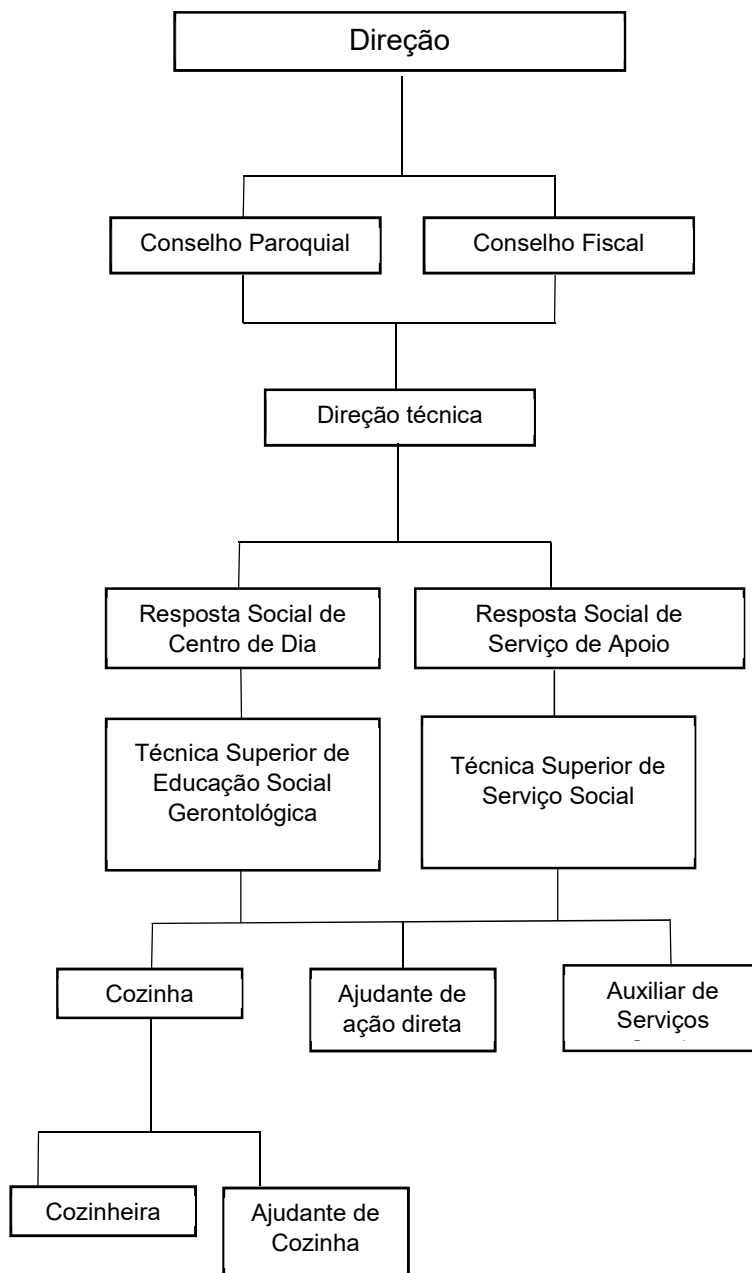 Direção
Conselho Paroquial
Conselho Fiscal
Direção técnica
Resposta Social de
Centro de Dia
Resposta Social de
Serviço de Apoio
Técnica Superior de
Educação Social
Gerontológica
Técnica Superior de
Serviço Social
Cozinha
Ajudante de
ação direta
Auxiliar de
Serviços
Cozinheira
Ajudante de
Cozinha